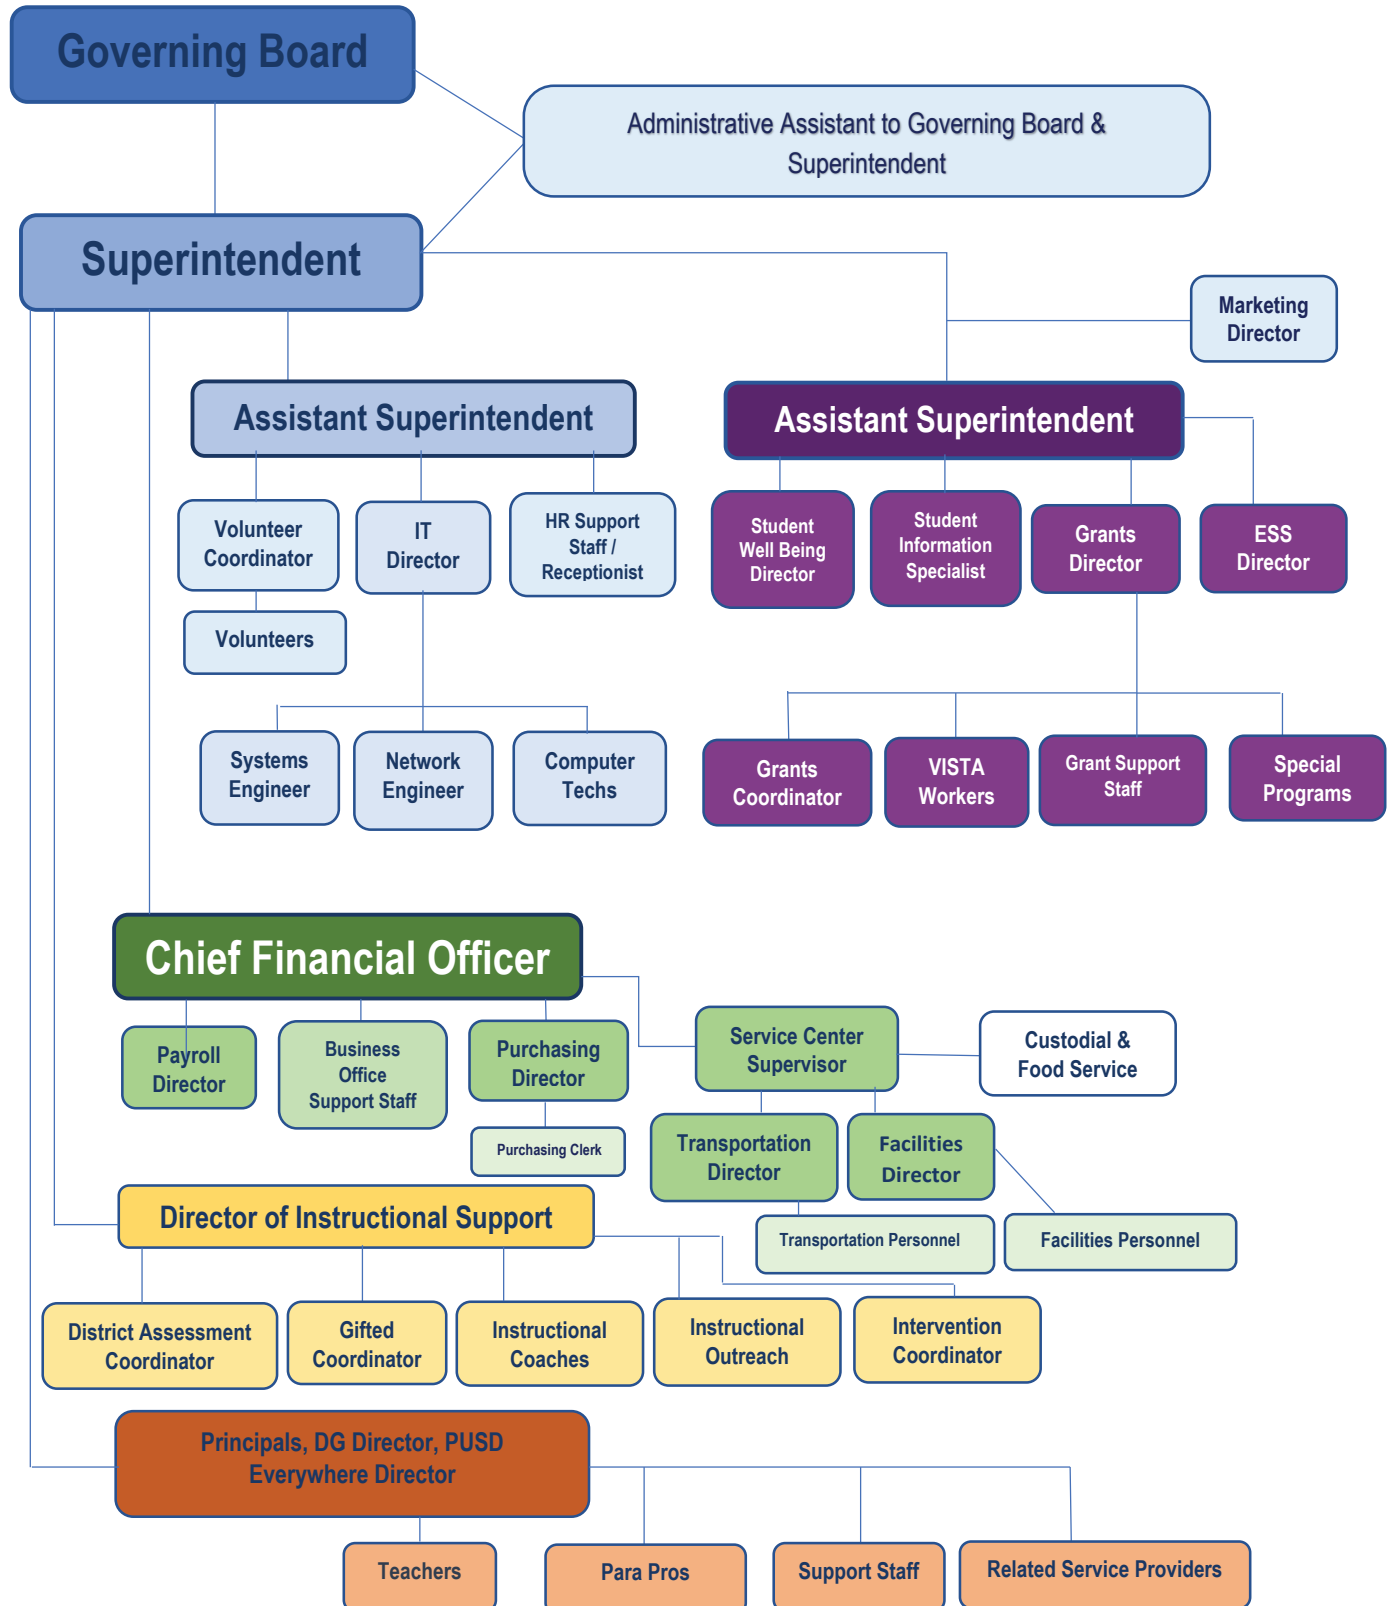 Governing Board
Administrative Assistant to Governing Board &
Superintendent
Superintendent
Marketing
Director
Assistant Superintendent
Assistant Superintendent
Volunteer
Coordinator
IT
Director
HR Support
Staff /
Receptionist
Student
Well Being
Director
Student
Information
Specialist
Grants
Director
ESS
Director
Volunteers
Systems
Engineer
Network
Engineer
Computer
Techs
Grants
Coordinator
VISTA
Workers
Grant Support
Staff
Special
Programs
Chief Financial Officer
Payroll
Director
Business
Office
Support Staff
Purchasing
Director
Service Center
Supervisor
Custodial &
Food Service
Purchasing Clerk
Transportation
Director
Facilities
Director
Director of Instructional Support
Transportation Personnel
Facilities Personnel
District Assessment
Coordinator
Gifted
Coordinator
Instructional
Coaches
Instructional
Outreach
Intervention
Coordinator
Principals, DG Director, PUSD
Everywhere Director
Teachers
Para Pros
Support Staff
Related Service Providers